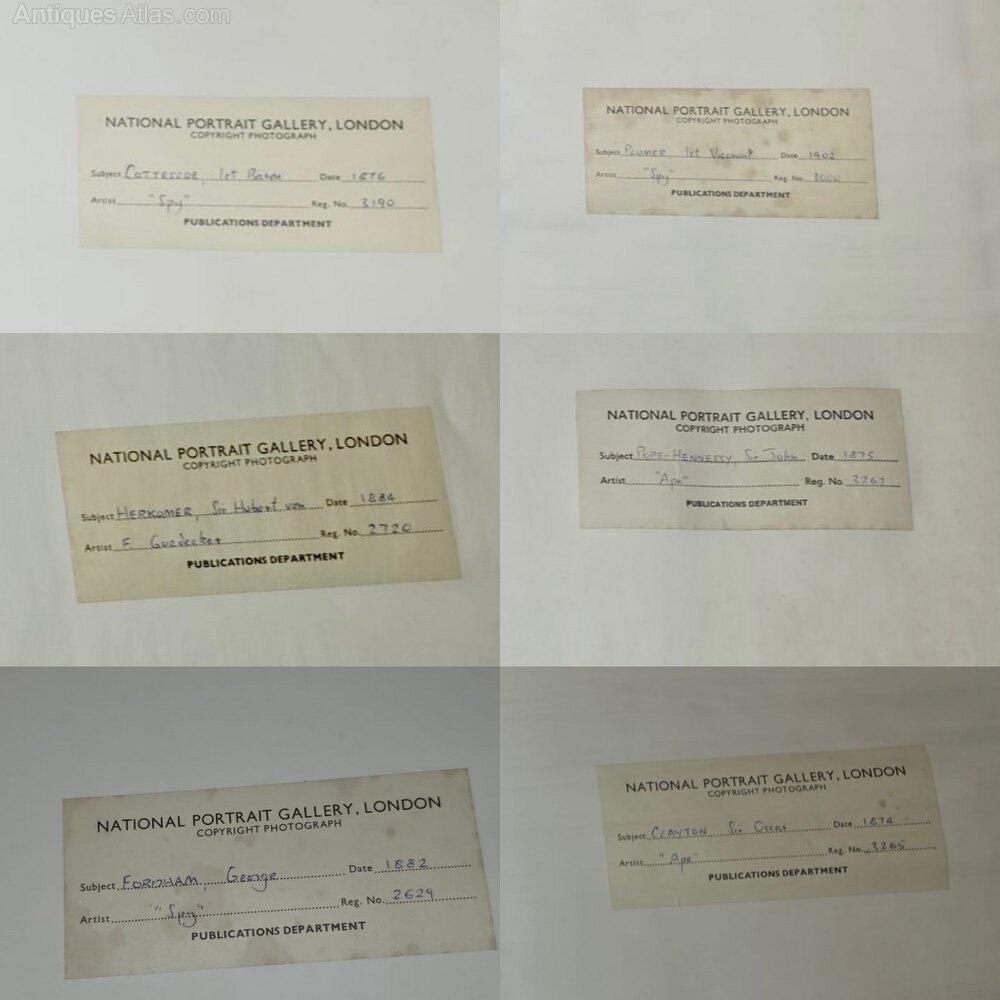 AntiquesAtlas.com
NATIONAL PORTRAIT GALLERY, LONDON
COPYRIGHT PHOTOGRAPH
Subject COTTESLOE, 1st Baron Date 1876
Artist "Spy" Reg. No. 3190
PUBLICATIONS DEPARTMENT
NATIONAL PORTRAIT GALLERY, LONDON
COPYRIGHT PHOTOGRAPH
Subject PLUMER 1st Viscount Date 1902
Artist "Spy" Reg. No. 3000
PUBLICATIONS DEPARTMENT
NATIONAL PORTRAIT GALLERY, LONDON
COPYRIGHT PHOTOGRAPH
Subject HERKOMER, Sir Hubert von Date 1884
Artist F. Goedecker Reg. No. 2720
PUBLICATIONS DEPARTMENT
NATIONAL PORTRAIT GALLERY, LONDON
COPYRIGHT PHOTOGRAPH
Subject POPE-HENNESSY, Sir John Date 1875
Artist "Ape" Reg. No. 3267
PUBLICATIONS DEPARTMENT
NATIONAL PORTRAIT GALLERY, LONDON
COPYRIGHT PHOTOGRAPH
Subject FORDHAM, George Date 1882
Artist "Spy" Reg. No. 2629
PUBLICATIONS DEPARTMENT
NATIONAL PORTRAIT GALLERY, LONDON
COPYRIGHT PHOTOGRAPH
Subject CLAYTON Sir Oscar Date 1874
Artist "Ape" Reg. No. 3265
PUBLICATIONS DEPARTMENT